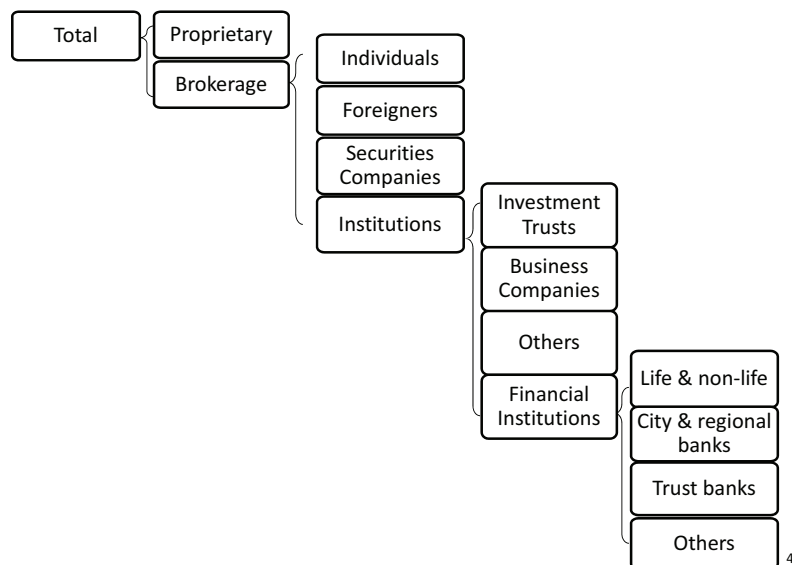 Total
Proprietary
Brokerage
Individuals
Foreigners
Securities
Companies
Institutions
Investment
Trusts
Business
Companies
Others
Financial
Institutions
Life & non-life
City & regional
banks
Trust banks
Others
4